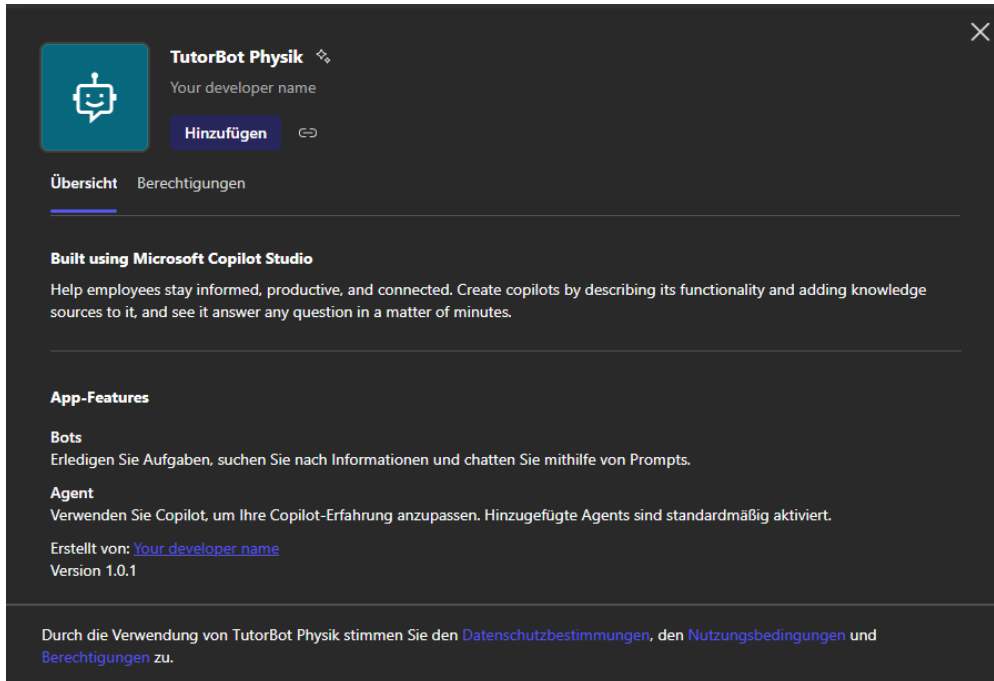 TutorBot Physik
Your developer name
Hinzufügen
Übersicht Berechtigungen
Built using Microsoft Copilot Studio
Help employees stay informed, productive, and connected. Create copilots by describing its functionality and adding knowledge
sources to it, and see it answer any question in a matter of minutes.
App-Features
Bots
Erledigen Sie Aufgaben, suchen Sie nach Informationen und chatten Sie mithilfe von Prompts.
Agent
Verwenden Sie Copilot, um Ihre Copilot-Erfahrung anzupassen. Hinzugefügte Agents sind standardmäßig aktiviert.
Erstellt von: Your developer name
Version 1.0.1
Durch die Verwendung von TutorBot Physik stimmen Sie den Datenschutzbestimmungen, den Nutzungsbedingungen und
Berechtigungen zu.